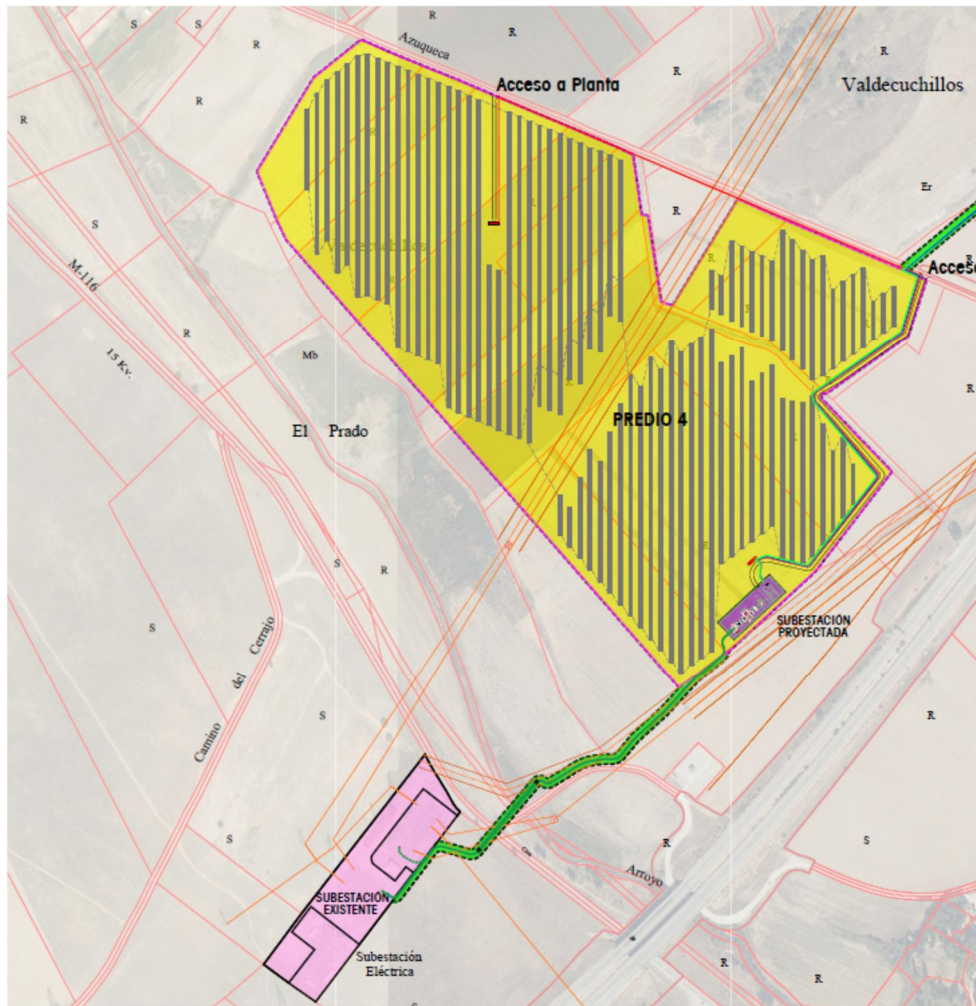 S
S
R
R
R
Azuqueca
R
R
R
Acceso a Planta
Valdecuchillos
R
R
R
R
Er
S
R
R
Valdecuchillos
R
R
Acceso
M-116
R
R
15 Kv.
Mb
R
R
El Prado
PREDIO 4
R
S
R
R
S
SUBESTACIÓN
PROYECTADA
Camino del Cerrajo
S
R
S
R
S
Arroyo
SUBESTACIÓN
EXISTENTE
Subestación
Eléctrica
R
R